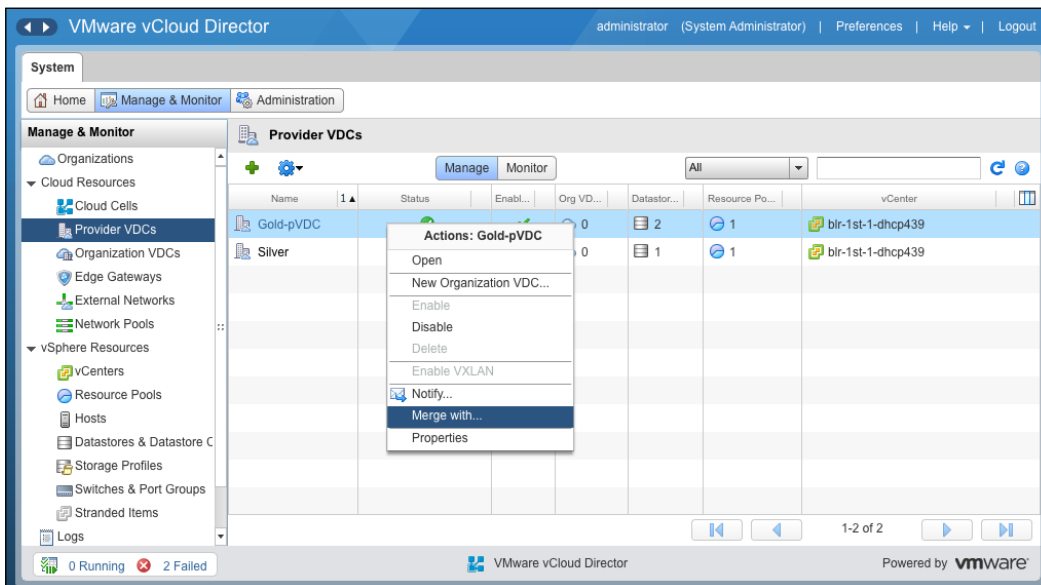 VMware vCloud Director
administrator (System Administrator) | Preferences | Help | Logout
System
Home Manage & Monitor Administration
Manage & Monitor
Organizations
Cloud Resources
Cloud Cells
Provider VDCs
Organization VDCs
Edge Gateways
External Networks
Network Pools
vSphere Resources
vCenters
Resource Pools
Hosts
Datastores & Datastore C
Storage Profiles
Switches & Port Groups
Stranded Items
Logs
Provider VDCs
Manage Monitor All
Name 1 Status Enabl... Org VD... Datastor... Resource Po... vCenter
Gold-pVDC 0 2 1 blr-1st-1-dhcp439
Silver 0 1 1 blr-1st-1-dhcp439
Actions: Gold-pVDC
Open
New Organization VDC...
Enable
Disable
Delete
Enable VXLAN
Notify...
Merge with...
Properties
1-2 of 2
0 Running 2 Failed
VMware vCloud Director
Powered by vmware